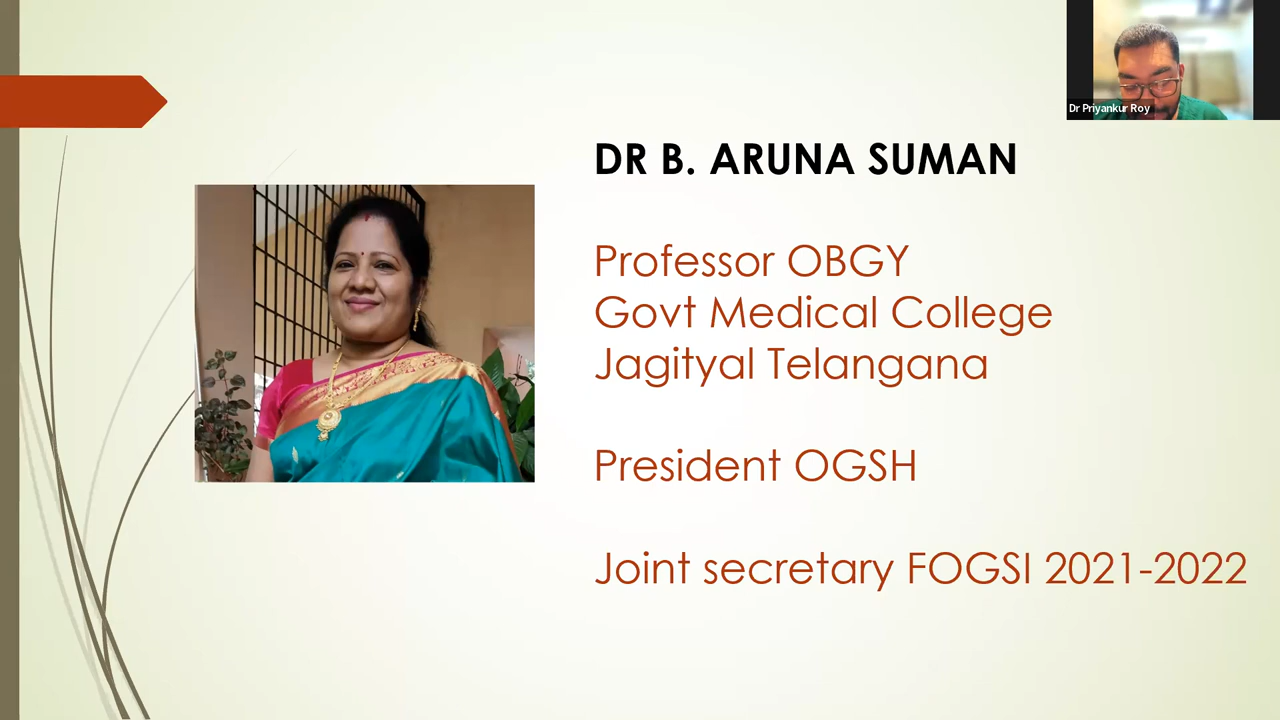 Dr Priyankur Roy
DR B. ARUNA SUMAN
Professor OBGY
Govt Medical College
Jagityal Telangana
President OGSH
Joint secretary FOGSI 2021-2022